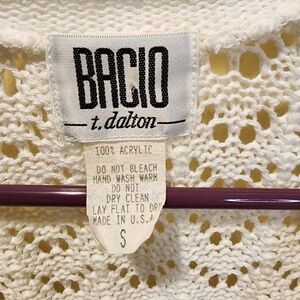 BACIO
t. dalton
100% ACRYLIC
DO NOT BLEACH
HAND WASH WARM
DO NOT
DRY CLEAN
LAY FLAT TO DRY
MADE IN U.S.A.
S